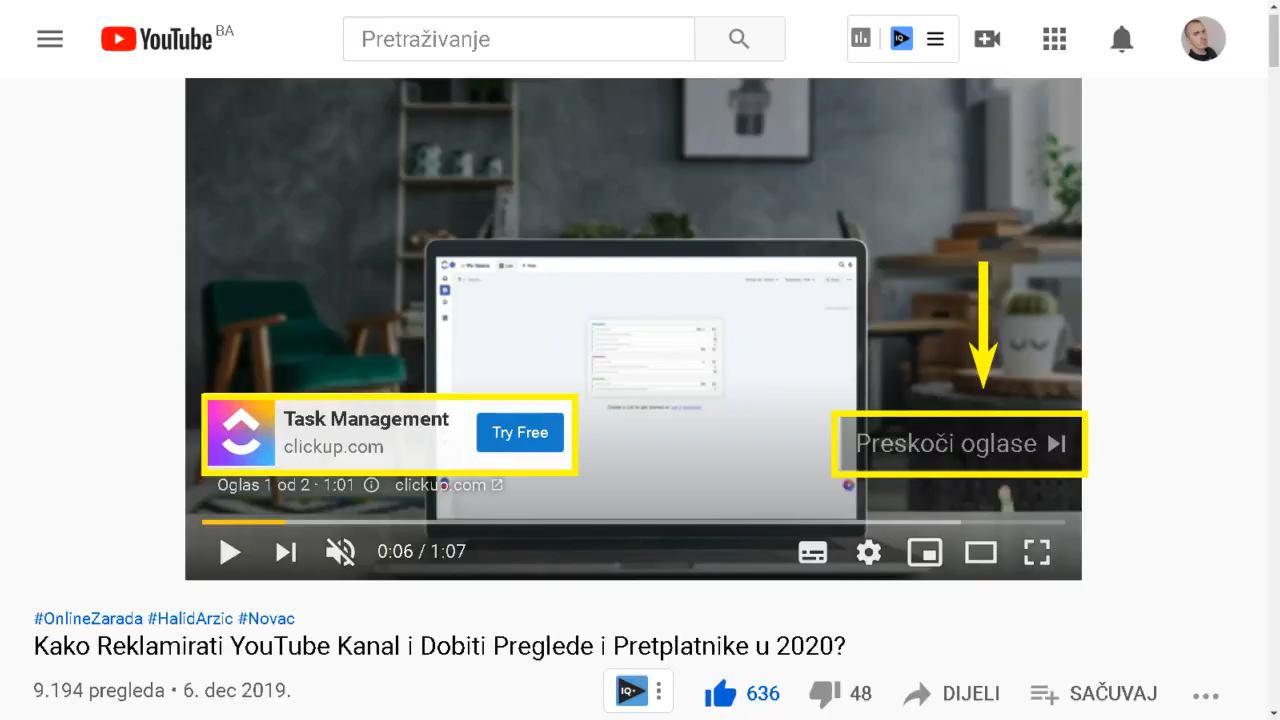 YouTube BA
Pretraživanje
IQ
Task Management
clickup.com
Try Free
Preskoči oglase
Oglas 1 od 2 · 1:01 clickup.com
0:06 / 1:07
#OnlineZarada #HalidArzic #Novac
Kako Reklamirati YouTube Kanal i Dobiti Preglede i Pretplatnike u 2020?
9.194 pregleda • 6. dec 2019.
IQ
636
48
DIJELI
SAČUVAJ